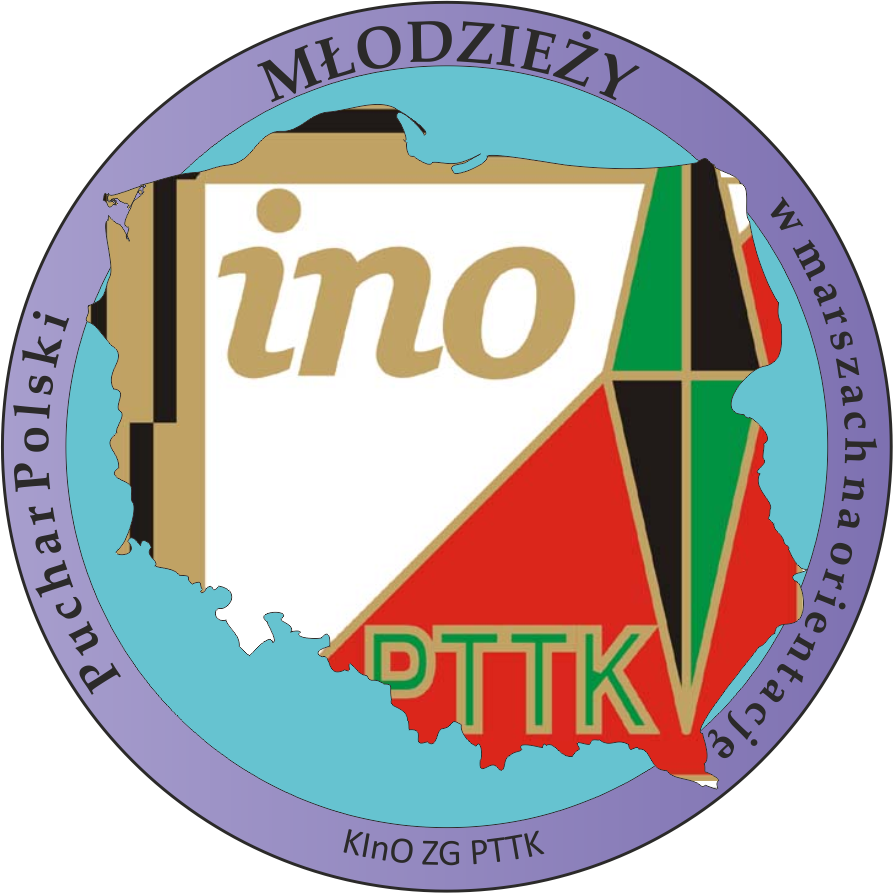 MŁODZIEŻY
Puchar Polski
w marszach na orientację
ino
PTTK
KInO ZG PTTK